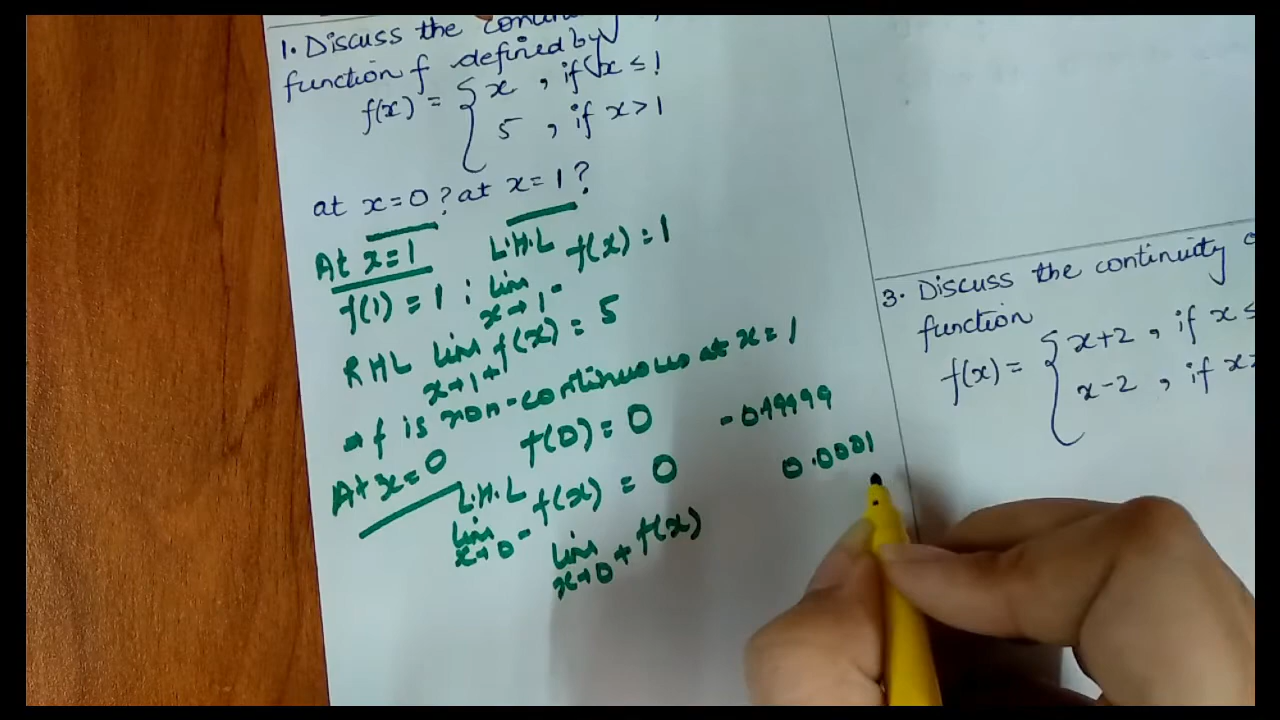 1. Discuss the
function f defined by
f(x) = { x , if x ≤ 1
5 , if x > 1
at x=0? at x=1?
At x=1 L.H.L
f(1) = 1 ; lim x→1⁻ f(x) = 1
RHL lim x→1⁺ f(x) = 5
⇒ f is non-continuous at x=1
At x=0 f(0) = 0 -0.9999
L.H.L lim x→0⁻ f(x) = 0 0.0001
lim x→0⁺ f(x)
3. Discuss the continuity
function
f(x) = { x+2 , if x ≤
x-2 , if x